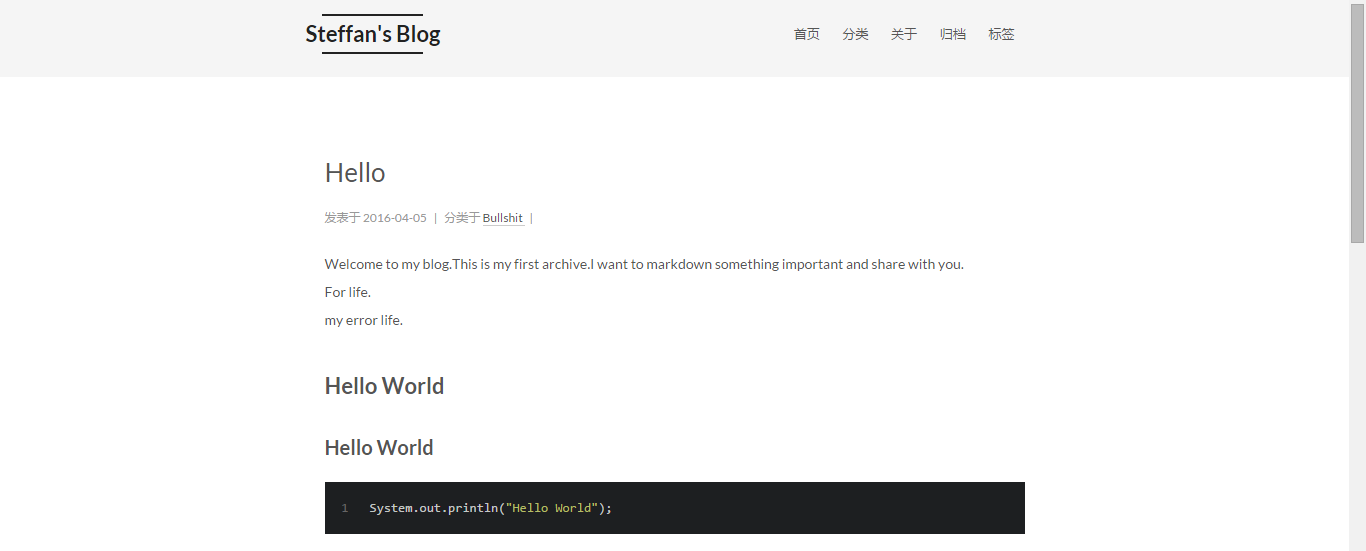 Steffan's Blog
首页 分类 关于 归档 标签
Hello
发表于 2016-04-05 | 分类于 Bullshit |
Welcome to my blog.This is my first archive.I want to markdown something important and share with you.
For life.
my error life.
Hello World
Hello World
1 System.out.println("Hello World");